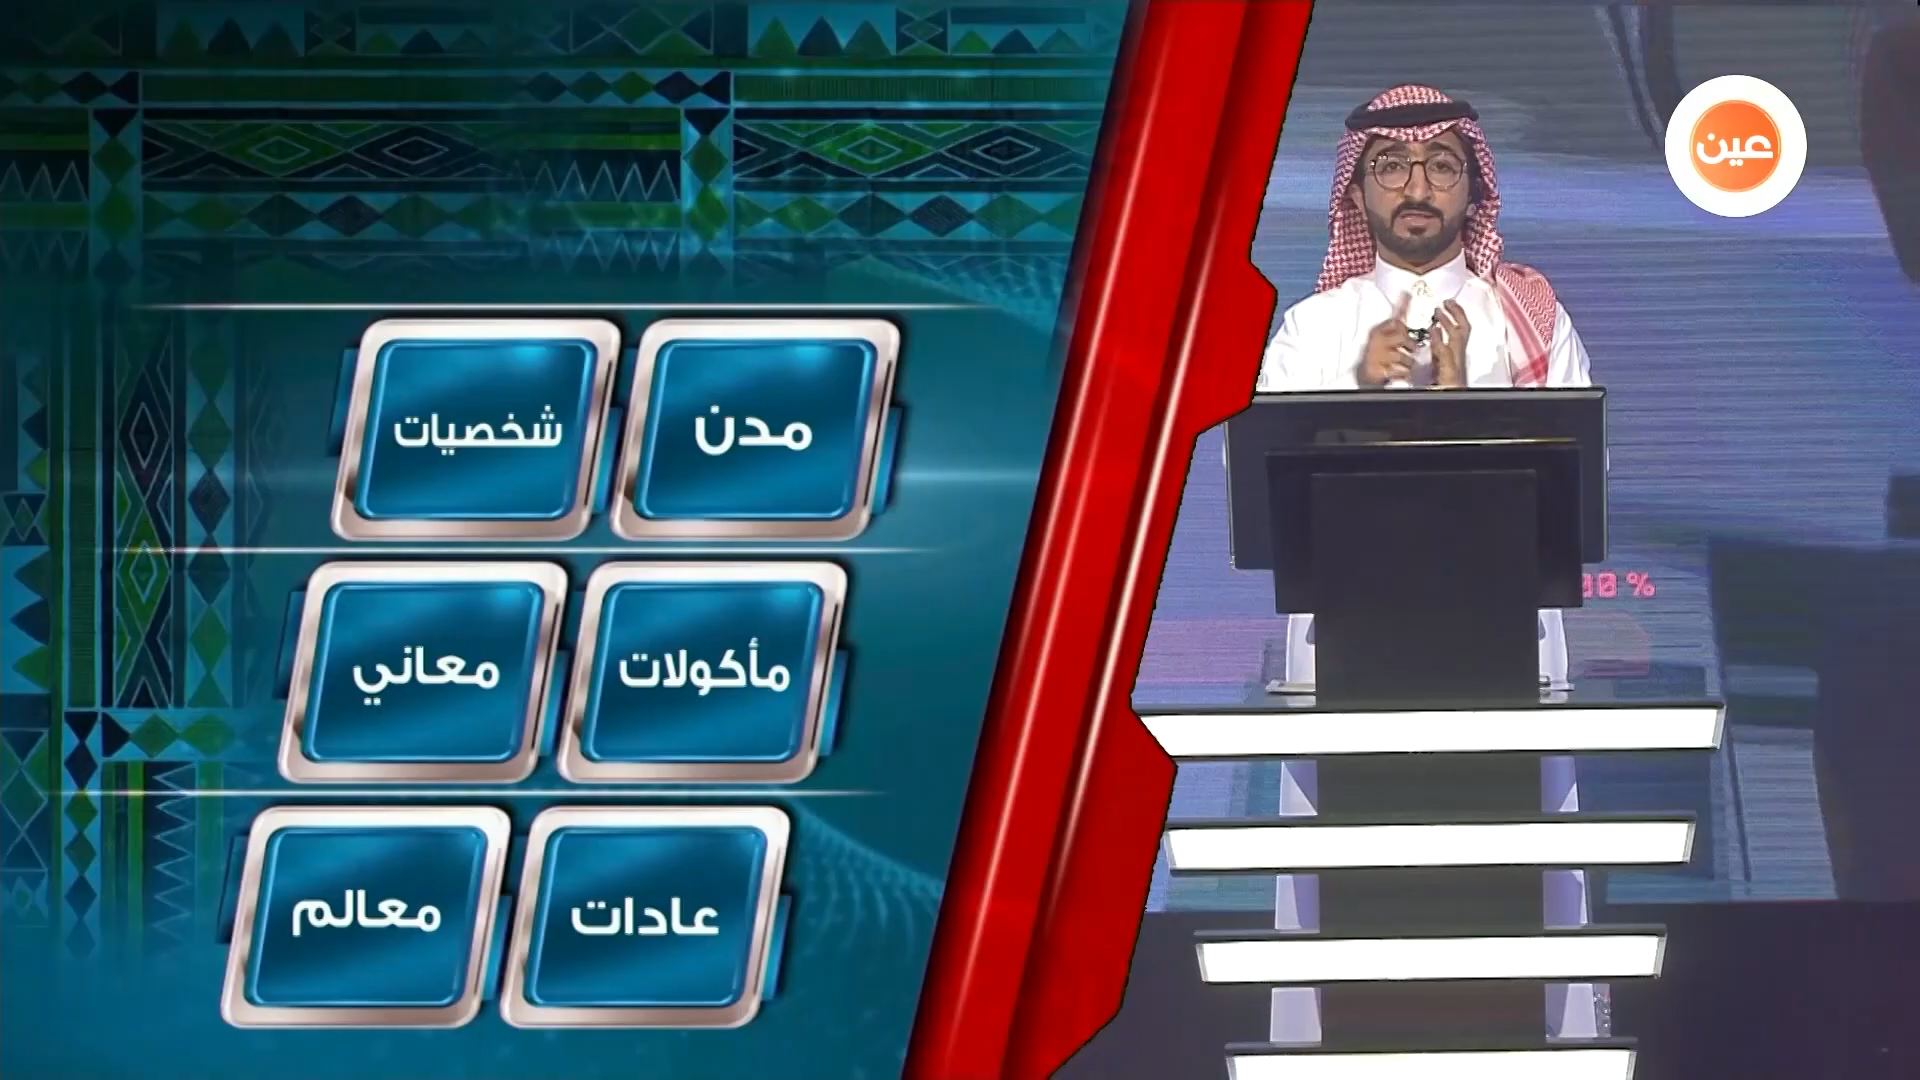 عين
مدن
شخصيات
مأكولات
معاني
عادات
معالم